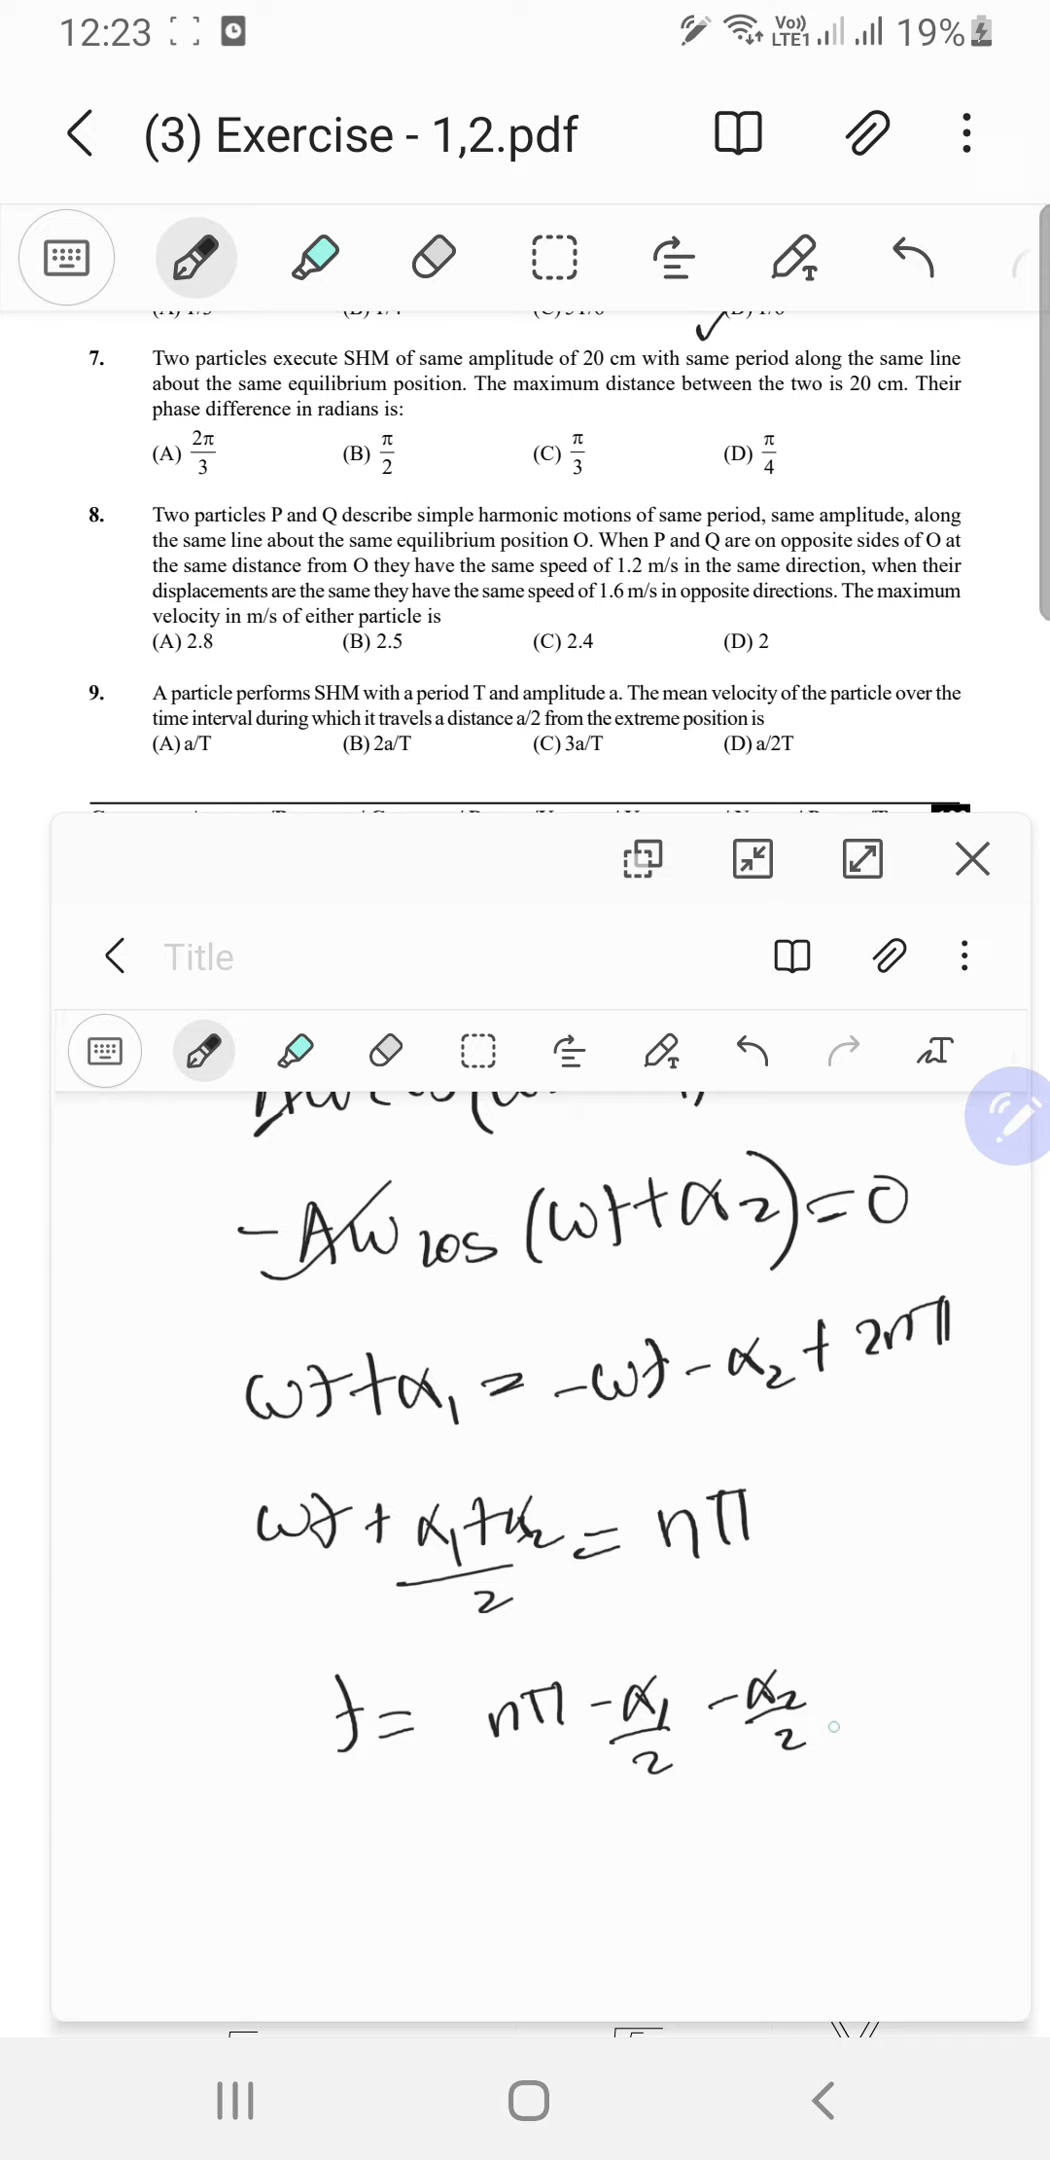 12:23 Vo)) LTE1 19%
(3) Exercise - 1,2.pdf
7. Two particles execute SHM of same amplitude of 20 cm with same period along the same line
about the same equilibrium position. The maximum distance between the two is 20 cm. Their
phase difference in radians is:
(A) 2π/3 (B) π/2 (C) π/3 (D) π/4
8. Two particles P and Q describe simple harmonic motions of same period, same amplitude, along
the same line about the same equilibrium position O. When P and Q are on opposite sides of O at
the same distance from O they have the same speed of 1.2 m/s in the same direction, when their
displacements are the same they have the same speed of 1.6 m/s in opposite directions. The maximum
velocity in m/s of either particle is
(A) 2.8 (B) 2.5 (C) 2.4 (D) 2
9. A particle performs SHM with a period T and amplitude a. The mean velocity of the particle over the
time interval during which it travels a distance a/2 from the extreme position is
(A) a/T (B) 2a/T (C) 3a/T (D) a/2T
Title
-Aω cos (ωt+α2)=0
ωt+α1 = -ωt-α2+2nπ
ωt + α1+α2/2 = nπ
t= nπ -α1/2 -α2/2